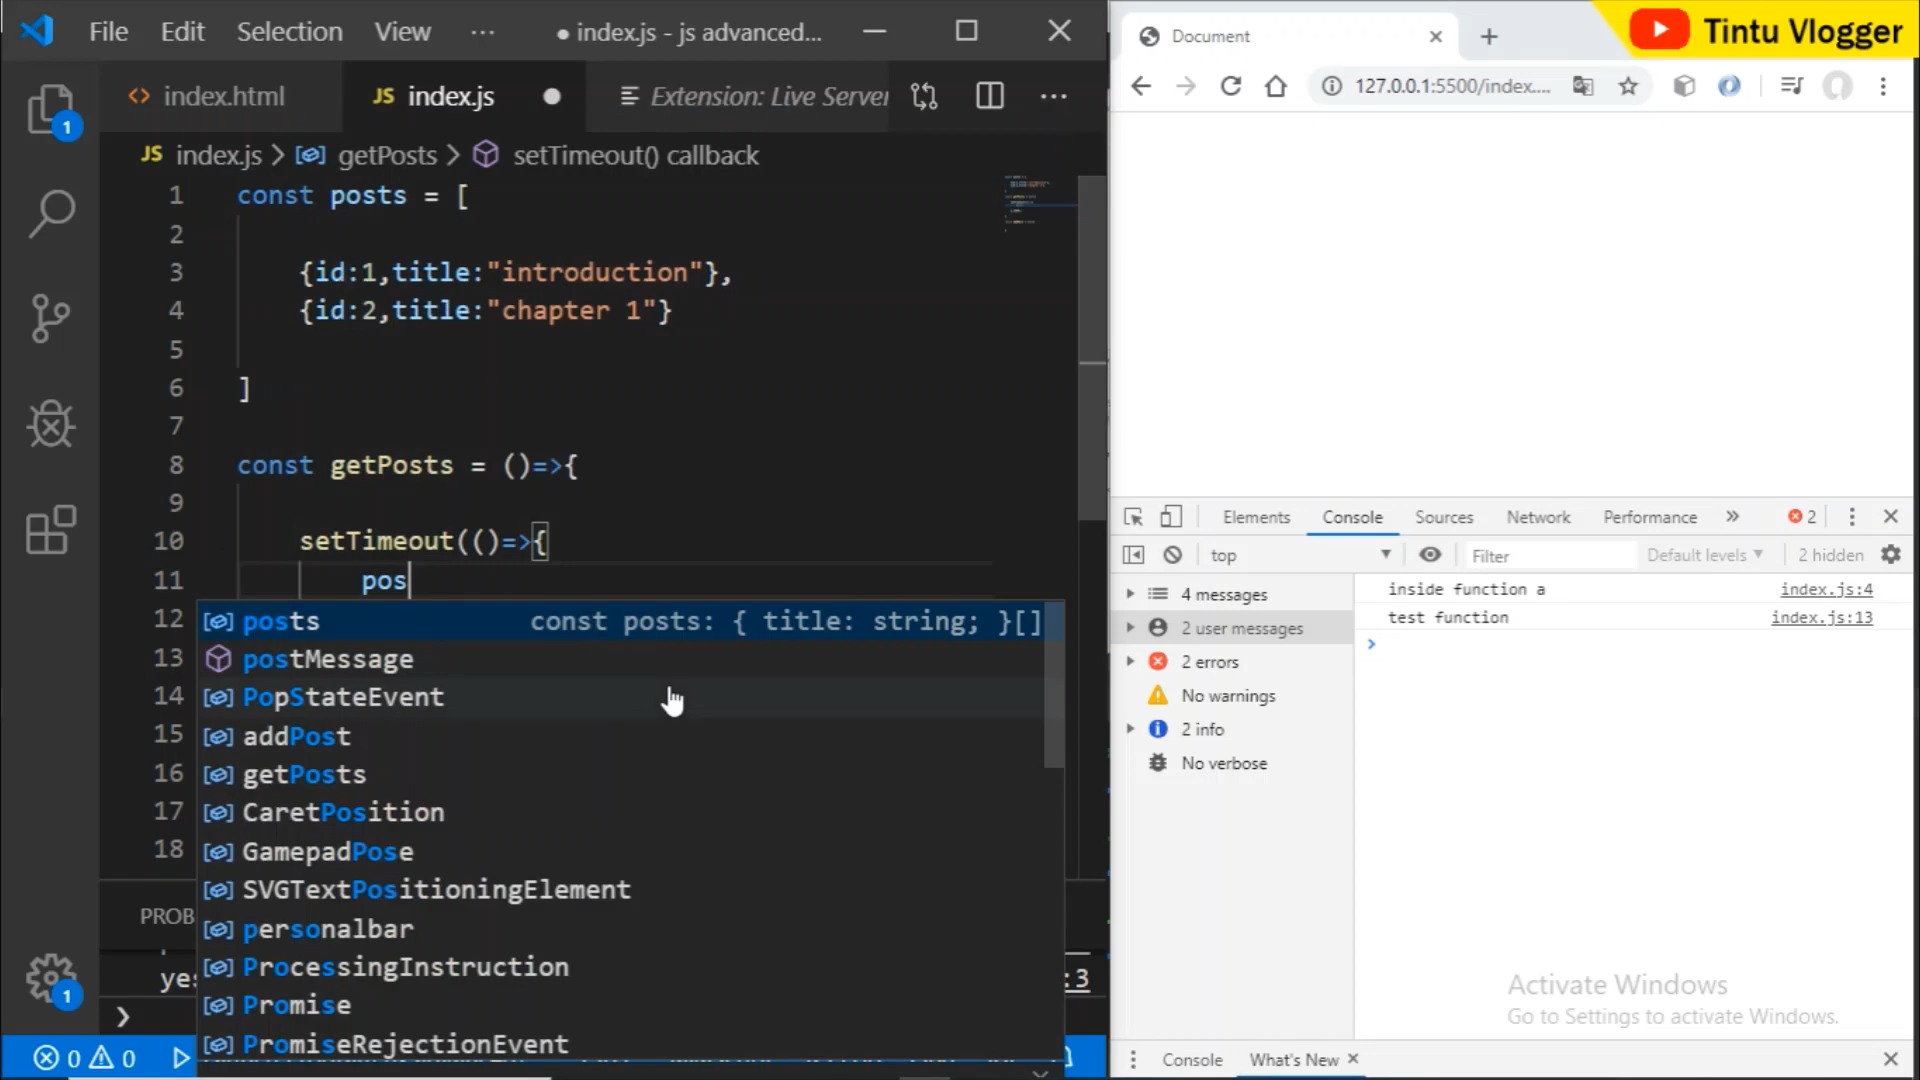 File Edit Selection View ... ● index.js - js advanced...
<> index.html
JS index.js ●
Extension: Live Server
JS index.js > getPosts > setTimeout() callback
1 const posts = [
2
3 {id:1,title:"introduction"},
4 {id:2,title:"chapter 1"}
5
6 ]
7
8 const getPosts = ()=>{
9
10 setTimeout(()=>{
11 pos
12
13
14
15
16
17
18
posts const posts: { title: string; }[]
postMessage
PopStateEvent
addPost
getPosts
CaretPosition
GamepadPose
SVGTextPositioningElement
personalbar
ProcessingInstruction
Promise
PromiseRejectionEvent
PROB
yes
:3
1
1
0 0
Document
Tintu Vlogger
127.0.0.1:5500/index....
Elements Console Sources Network Performance » 2
top Filter Default levels 2 hidden
4 messages
2 user messages
2 errors
No warnings
2 info
No verbose
inside function a index.js:4
test function index.js:13
Activate Windows
Go to Settings to activate Windows.
Console What's New